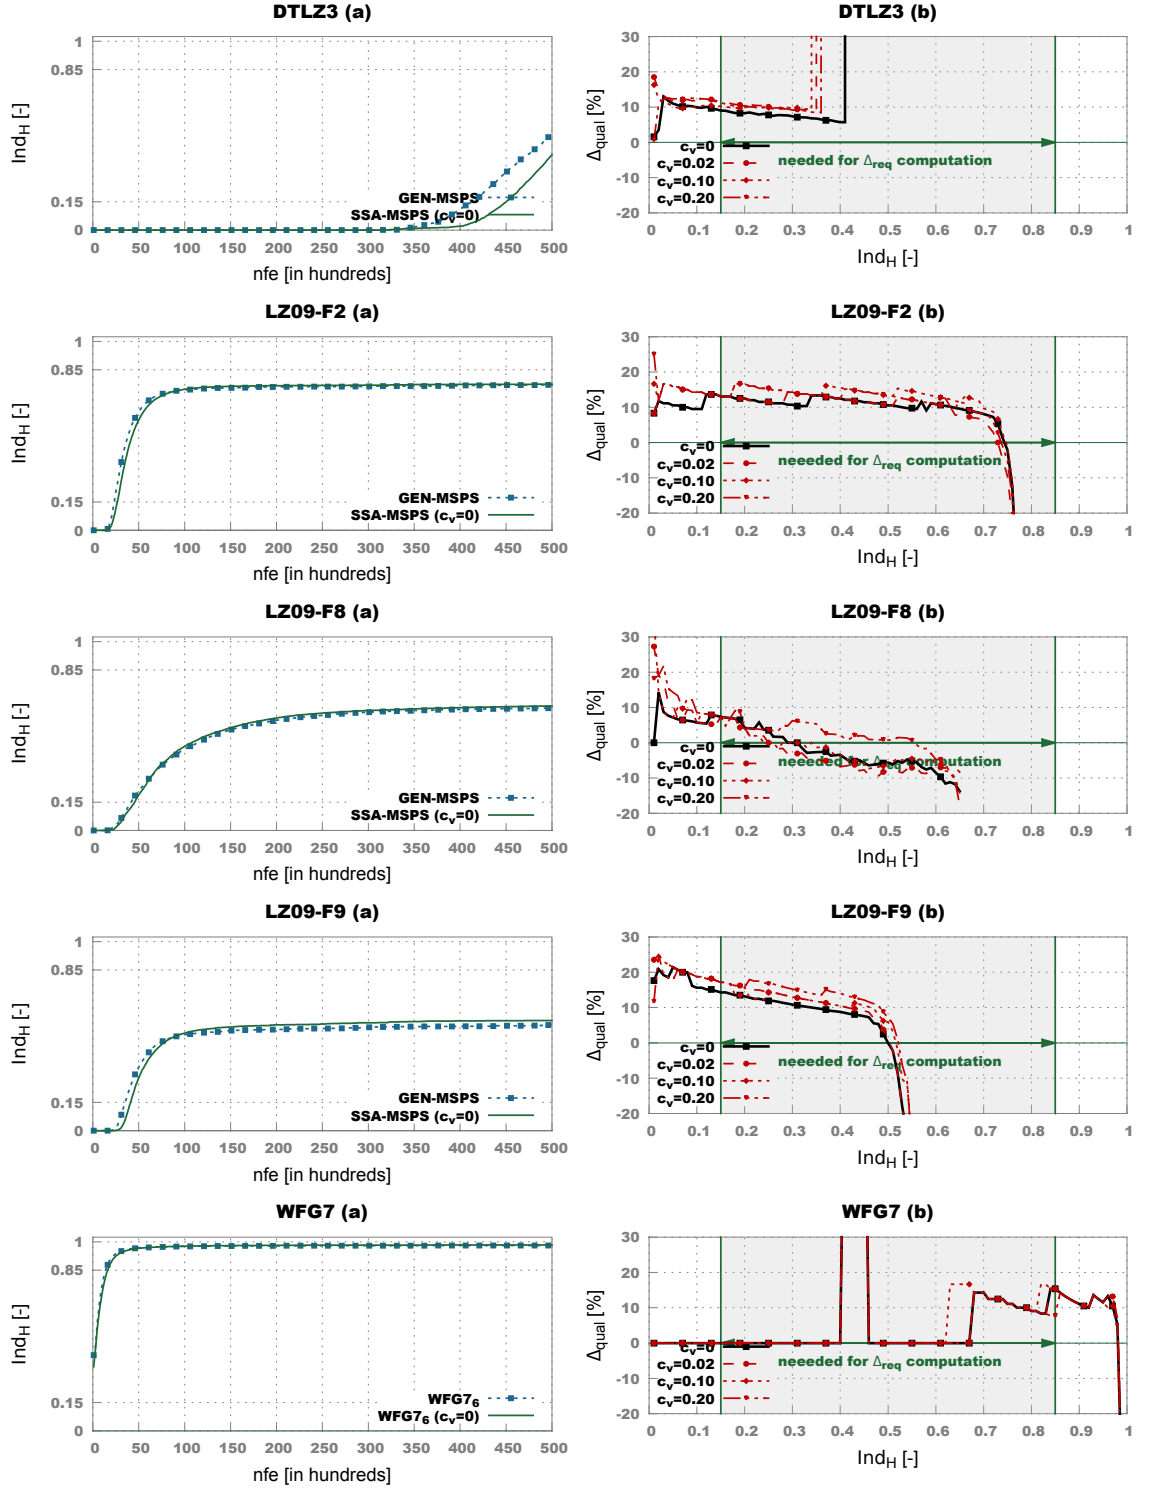 DTLZ3 (a)
1
0.85
0.15
0
Ind_H [-]
GEN-MSPS
SSA-MSPS (c_v=0)
0 50 100 150 200 250 300 350 400 450 500
nfe [in hundreds]
DTLZ3 (b)
30
20
10
0
-10
-20
Δ_qual [%]
c_v=0
c_v=0.02
c_v=0.10
c_v=0.20
needed for Δ_req computation
0 0.1 0.2 0.3 0.4 0.5 0.6 0.7 0.8 0.9 1
Ind_H [-]
LZ09-F2 (a)
1
0.85
0.15
0
Ind_H [-]
GEN-MSPS
SSA-MSPS (c_v=0)
0 50 100 150 200 250 300 350 400 450 500
nfe [in hundreds]
LZ09-F2 (b)
30
20
10
0
-10
-20
Δ_qual [%]
c_v=0
c_v=0.02
c_v=0.10
c_v=0.20
neeeded for Δ_req computation
0 0.1 0.2 0.3 0.4 0.5 0.6 0.7 0.8 0.9 1
Ind_H [-]
LZ09-F8 (a)
1
0.85
0.15
0
Ind_H [-]
GEN-MSPS
SSA-MSPS (c_v=0)
0 50 100 150 200 250 300 350 400 450 500
nfe [in hundreds]
LZ09-F8 (b)
30
20
10
0
-10
-20
Δ_qual [%]
c_v=0
c_v=0.02
c_v=0.10
c_v=0.20
neeeded for Δ_req computation
0 0.1 0.2 0.3 0.4 0.5 0.6 0.7 0.8 0.9 1
Ind_H [-]
LZ09-F9 (a)
1
0.85
0.15
0
Ind_H [-]
GEN-MSPS
SSA-MSPS (c_v=0)
0 50 100 150 200 250 300 350 400 450 500
nfe [in hundreds]
LZ09-F9 (b)
30
20
10
0
-10
-20
Δ_qual [%]
c_v=0
c_v=0.02
c_v=0.10
c_v=0.20
neeeded for Δ_req computation
0 0.1 0.2 0.3 0.4 0.5 0.6 0.7 0.8 0.9 1
Ind_H [-]
WFG7 (a)
1
0.85
0.15
0
Ind_H [-]
WFG7_6
WFG7_6 (c_v=0)
0 50 100 150 200 250 300 350 400 450 500
nfe [in hundreds]
WFG7 (b)
30
20
10
0
-10
-20
Δ_qual [%]
c_v=0
c_v=0.02
c_v=0.10
c_v=0.20
neeeded for Δ_req computation
0 0.1 0.2 0.3 0.4 0.5 0.6 0.7 0.8 0.9 1
Ind_H [-]